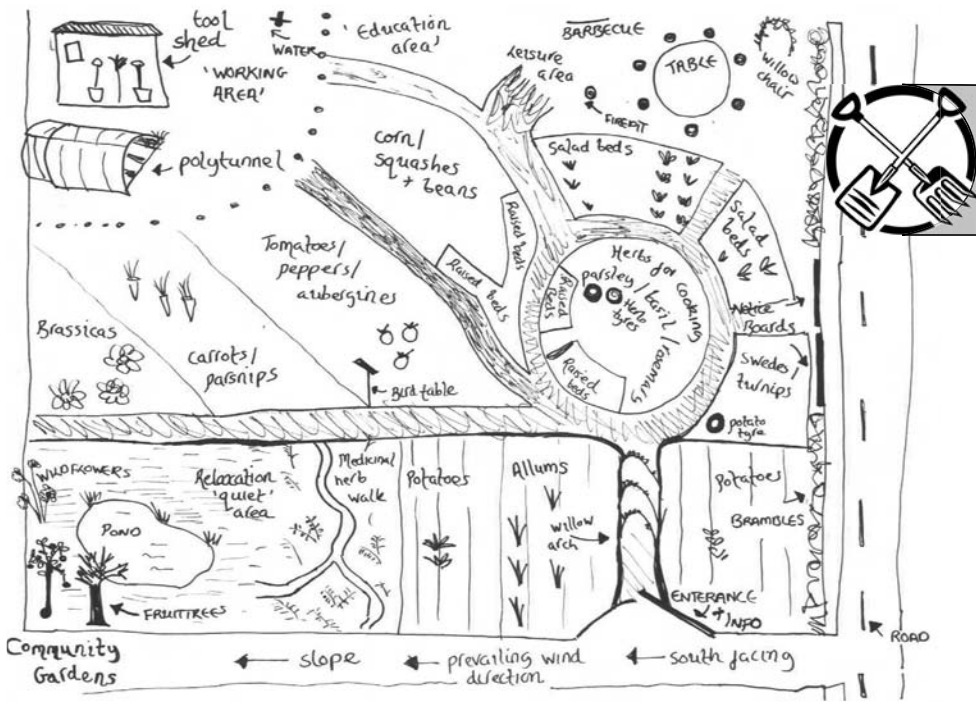 tool
shed
WATER
'WORKING
AREA'
'Education
area'
BARBECUE
Leisure
area
TABLE
willow
chair
FIREPIT
polytunnel
Corn/
squashes
+ beans
Salad beds
Salad
beds
Raised beds
Raised beds
Tomatoes/
peppers/
aubergines
Herbs for cooking
parsley/basil/rosemary
Herb
tyres
Raised
Beds
Raised
beds
Notice
Boards
Brassicas
carrots/
parsnips
Bird table
Swedes/
turnips
potato
tyre
WILDFLOWERS
Relaxation
'quiet'
area
Medicinal
herb
walk
Potatoes
Allums
Potatoes
POND
willow
arch
BRAMBLES
FRUIT TREES
ENTERANCE
INFO
ROAD
Community
Gardens
slope
prevailing wind
direction
south facing